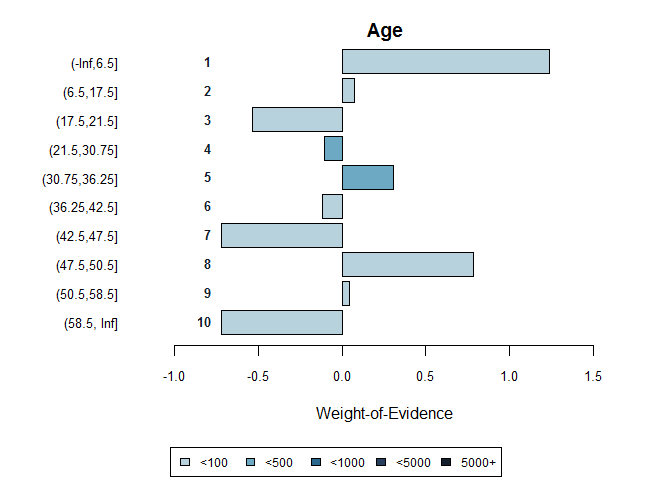 Age
(-Inf,6.5] 1
(6.5,17.5] 2
(17.5,21.5] 3
(21.5,30.75] 4
(30.75,36.25] 5
(36.25,42.5] 6
(42.5,47.5] 7
(47.5,50.5] 8
(50.5,58.5] 9
(58.5, Inf] 10
-1.0 -0.5 0.0 0.5 1.0 1.5
Weight-of-Evidence
<100 <500 <1000 <5000 5000+